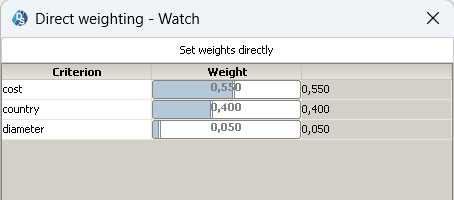 Direct weighting - Watch
Set weights directly
Criterion Weight
cost 0,550 0,550
country 0,400 0,400
diameter 0,050 0,050